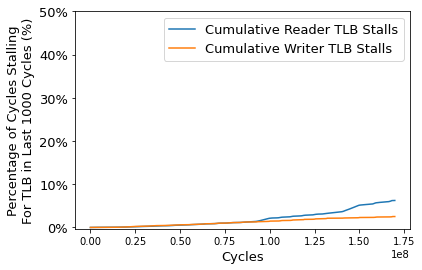 50%
40%
30%
20%
10%
0%
Percentage of Cycles Stalling
For TLB in Last 1000 Cycles (%)
Cumulative Reader TLB Stalls
Cumulative Writer TLB Stalls
0.00 0.25 0.50 0.75 1.00 1.25 1.50 1.75
1e8
Cycles